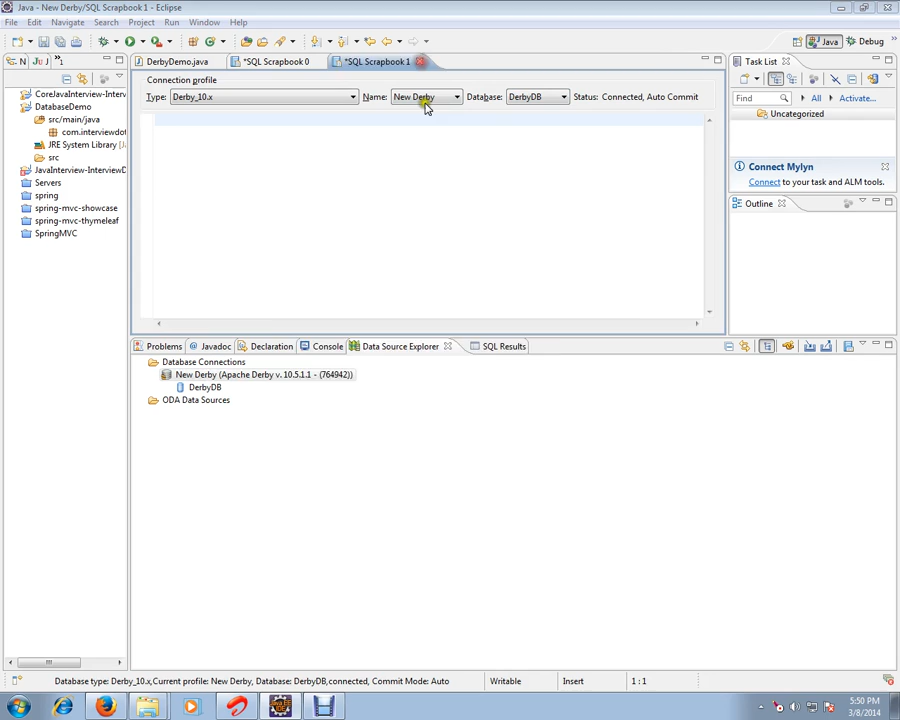 Java - New Derby/SQL Scrapbook 1 - Eclipse
File Edit Navigate Search Project Run Window Help
Java Debug
N J 1
DerbyDemo.java *SQL Scrapbook 0 *SQL Scrapbook 1
Task List
Connection profile
Type: Derby_10.x Name: New Derby Database: DerbyDB Status: Connected, Auto Commit
Find All Activate...
Uncategorized
CoreJavaInterview-Interv
DatabaseDemo
src/main/java
com.interviewdot
JRE System Library [Ja
src
JavaInterview-InterviewD
Servers
spring
spring-mvc-showcase
spring-mvc-thymeleaf
SpringMVC
Connect Mylyn
Connect to your task and ALM tools.
Outline
Problems Javadoc Declaration Console Data Source Explorer SQL Results
Database Connections
New Derby (Apache Derby v. 10.5.1.1 - (764942))
DerbyDB
ODA Data Sources
Database type: Derby_10.x,Current profile: New Derby, Database: DerbyDB,connected, Commit Mode: Auto Writable Insert 1 : 1
5:50 PM
3/8/2014